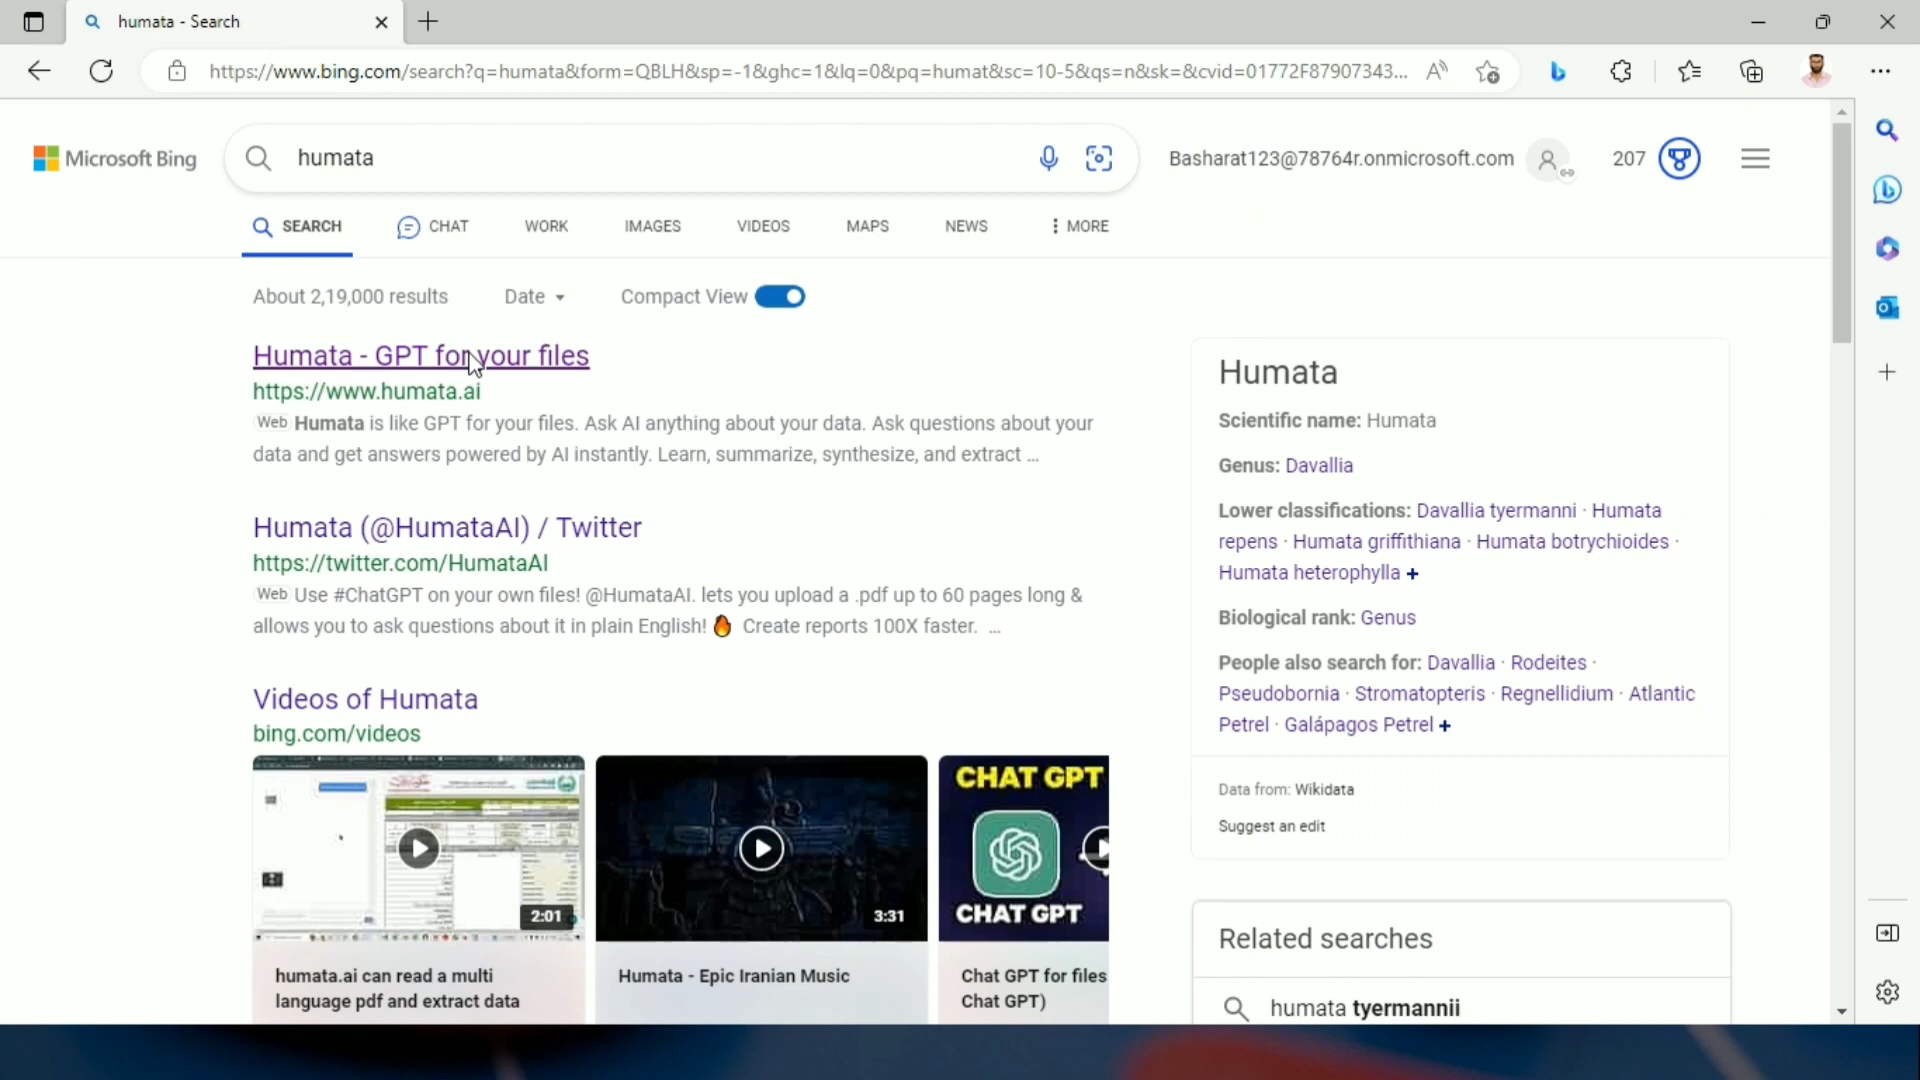 humata - Search
https://www.bing.com/search?q=humata&form=QBLH&sp=-1&ghc=1&lq=0&pq=humat&sc=10-5&qs=n&sk=&cvid=01772F87907343...
Microsoft Bing
humata
Basharat123@78764r.onmicrosoft.com
207
SEARCH
CHAT
WORK
IMAGES
VIDEOS
MAPS
NEWS
MORE
About 2,19,000 results
Date
Compact View
Humata - GPT for your files
https://www.humata.ai
Web Humata is like GPT for your files. Ask AI anything about your data. Ask questions about your
data and get answers powered by AI instantly. Learn, summarize, synthesize, and extract ...
Humata (@HumataAI) / Twitter
https://twitter.com/HumataAI
Web Use #ChatGPT on your own files! @HumataAI. lets you upload a .pdf up to 60 pages long &
allows you to ask questions about it in plain English! 🔥 Create reports 100X faster. ...
Videos of Humata
bing.com/videos
2:01
humata.ai can read a multi
language pdf and extract data
3:31
Humata - Epic Iranian Music
CHAT GPT
CHAT GPT
Chat GPT for files
Chat GPT)
Humata
Scientific name: Humata
Genus: Davallia
Lower classifications: Davallia tyermanni · Humata
repens · Humata griffithiana · Humata botrychioides ·
Humata heterophylla +
Biological rank: Genus
People also search for: Davallia · Rodeites ·
Pseudobornia · Stromatopteris · Regnellidium · Atlantic
Petrel · Galápagos Petrel +
Data from: Wikidata
Suggest an edit
Related searches
humata tyermannii